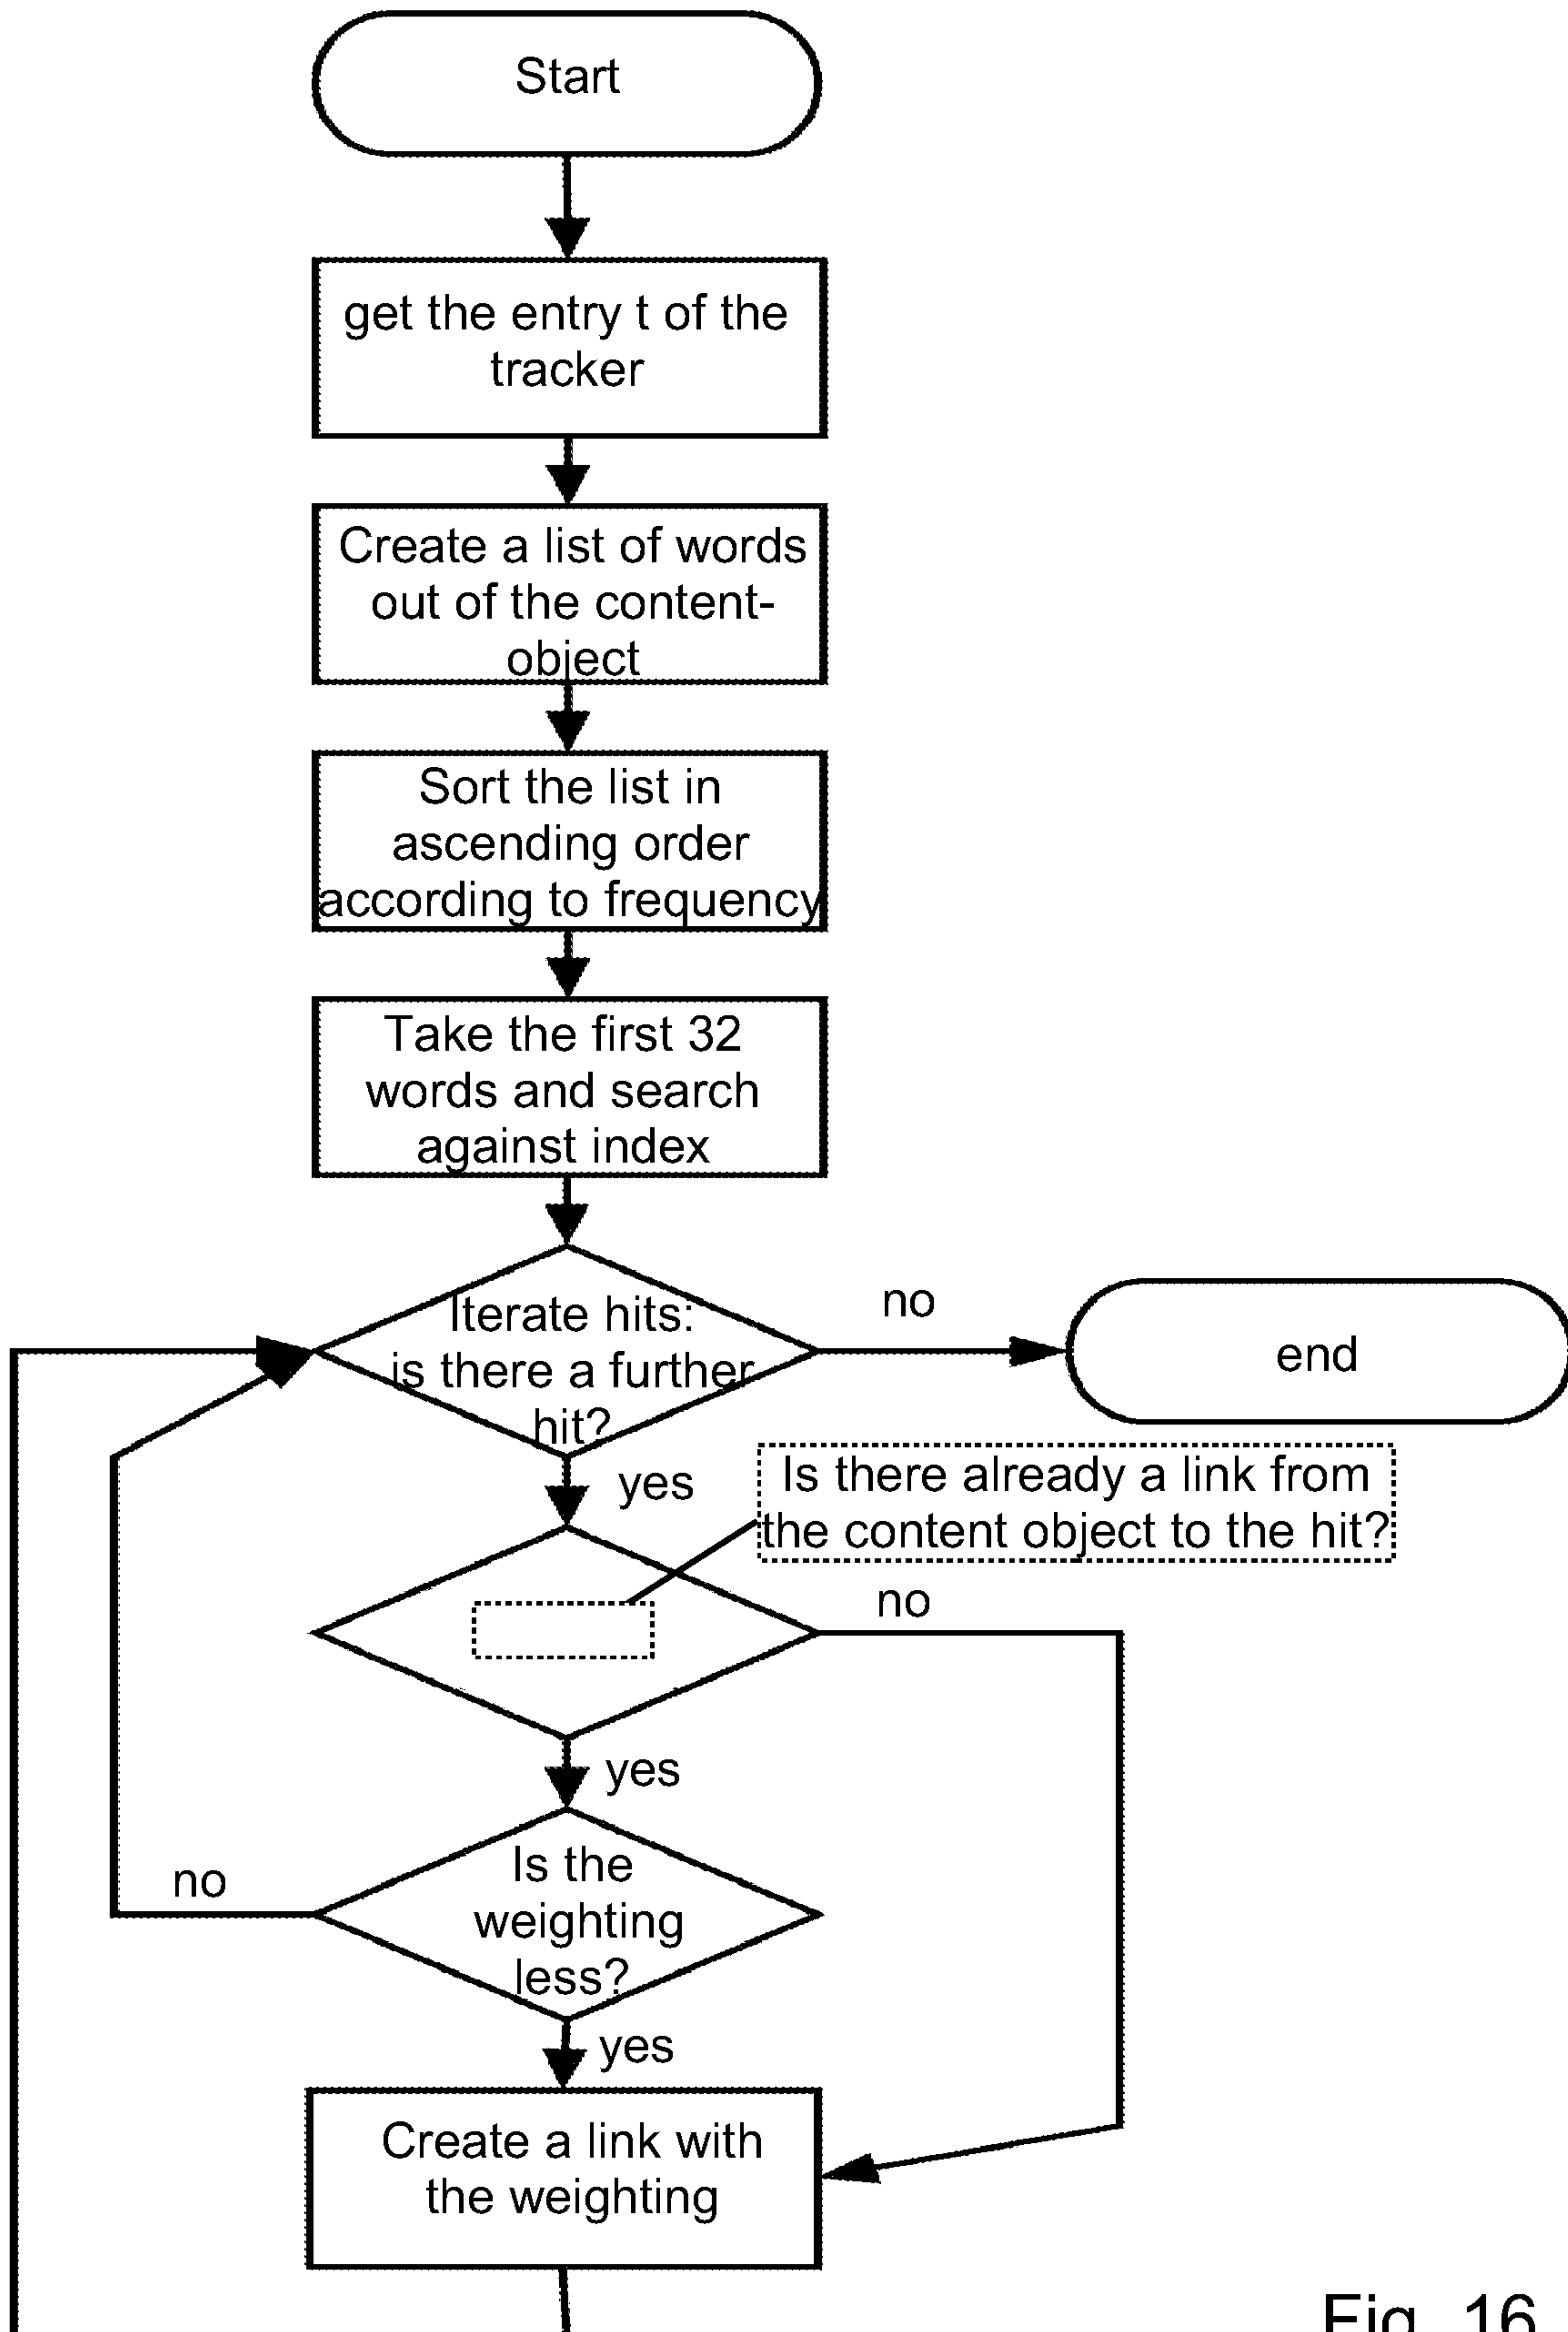 Start
get the entry t of the
tracker
Create a list of words
out of the content-
object
Sort the list in
ascending order
according to frequency
Take the first 32
words and search
against index
Iterate hits:
is there a further
hit?
no
end
yes
Is there already a link from
the content object to the hit?
no
yes
Is the
weighting
less?
no
yes
Create a link with
the weighting
Fig. 16